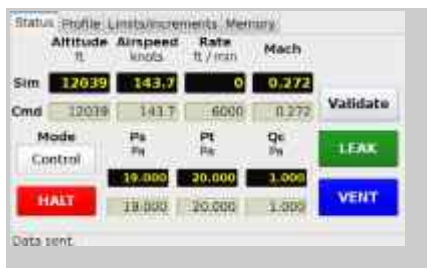 Status Profile Limits/Increments Memory
Altitude Airspeed Rate Mach
ft knots ft / min
Sim 12039 143.7 0 0.272
Cmd 12039 143.7 6000 0.272 Validate
Mode Ps Pt Qc
Pa Pa Pa
Control LEAK
19.000 20.000 1.000
HALT 19.000 20.000 1.000 VENT
Data sent